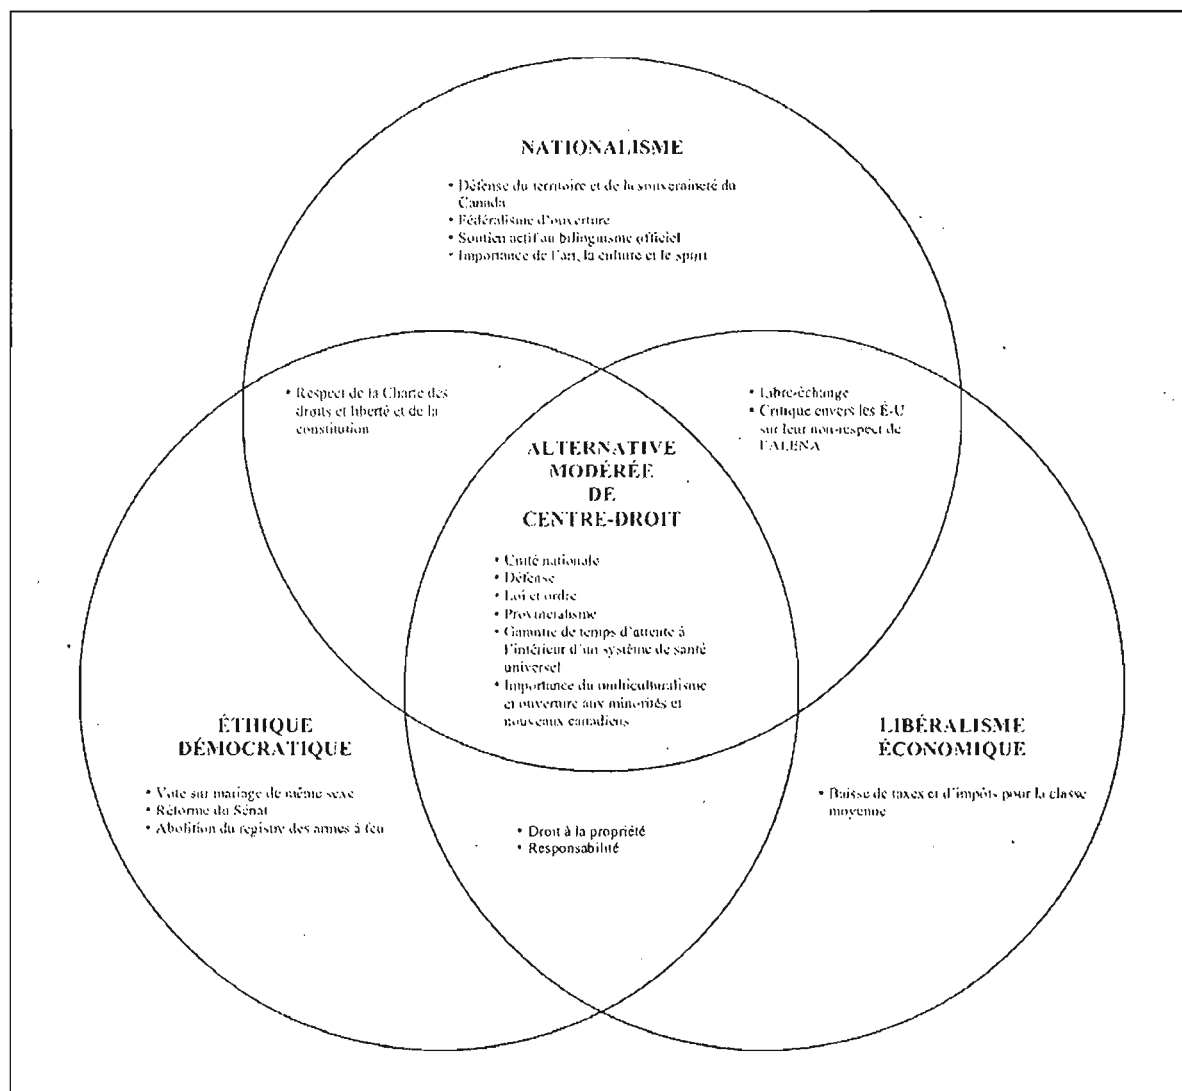 NATIONALISME
• Défense du territoire et de la souveraineté du
Canada
• Fédéralisme d'ouverture
• Soutien actif au bilinguisme officiel
• Importance de l'art, la culture et le sport
• Respect de la Charte des
droits et liberté et de la
constitution
• Libre-échange
• Critique envers les É-U
sur leur non-respect de
l'ALENA
ALTERNATIVE
MODÉRÉE
DE
CENTRE-DROIT
• Unité nationale
• Défense
• Loi et ordre
• Provincialisme
• Garantie de temps d'attente à
l'intérieur d'un système de santé
universel
• Importance du multiculturalisme
et ouverture aux minorités et
nouveaux canadiens
ÉTHIQUE
DÉMOCRATIQUE
• Vote sur mariage de même sexe
• Réforme du Sénat
• Abolition du registre des armes à feu
LIBÉRALISME
ÉCONOMIQUE
• Baisse de taxes et d'impôts pour la classe
moyenne
• Droit à la propriété
• Responsabilité